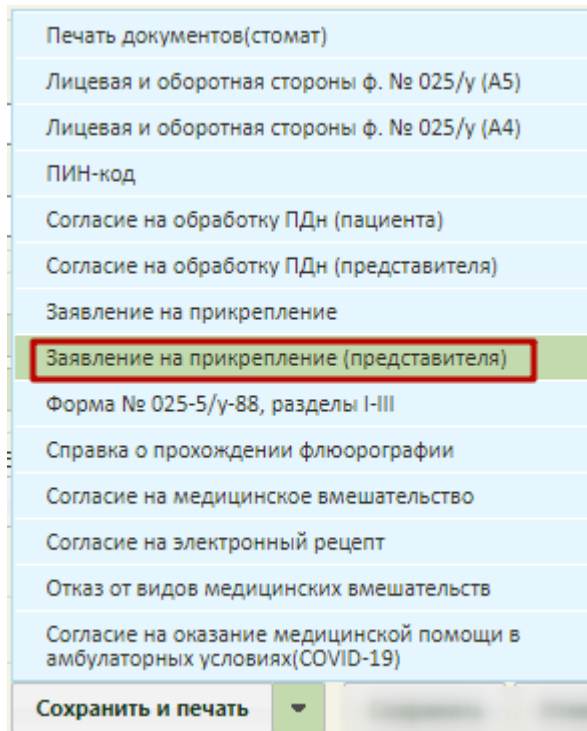 Печать документов(стомат)
Лицевая и оборотная стороны ф. № 025/у (А5)
Лицевая и оборотная стороны ф. № 025/у (А4)
ПИН-код
Согласие на обработку ПДн (пациента)
Согласие на обработку ПДн (представителя)
Заявление на прикрепление
Заявление на прикрепление (представителя)
Форма № 025-5/у-88, разделы I-III
Справка о прохождении флюорографии
Согласие на медицинское вмешательство
Согласие на электронный рецепт
Отказ от видов медицинских вмешательств
Согласие на оказание медицинской помощи в
амбулаторных условиях(COVID-19)
Сохранить и печать